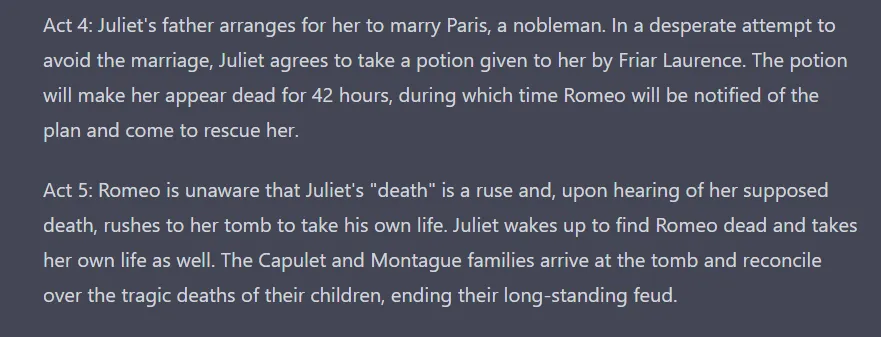 Act 4: Juliet's father arranges for her to marry Paris, a nobleman. In a desperate attempt to
avoid the marriage, Juliet agrees to take a potion given to her by Friar Laurence. The potion
will make her appear dead for 42 hours, during which time Romeo will be notified of the
plan and come to rescue her.
Act 5: Romeo is unaware that Juliet's "death" is a ruse and, upon hearing of her supposed
death, rushes to her tomb to take his own life. Juliet wakes up to find Romeo dead and takes
her own life as well. The Capulet and Montague families arrive at the tomb and reconcile
over the tragic deaths of their children, ending their long-standing feud.